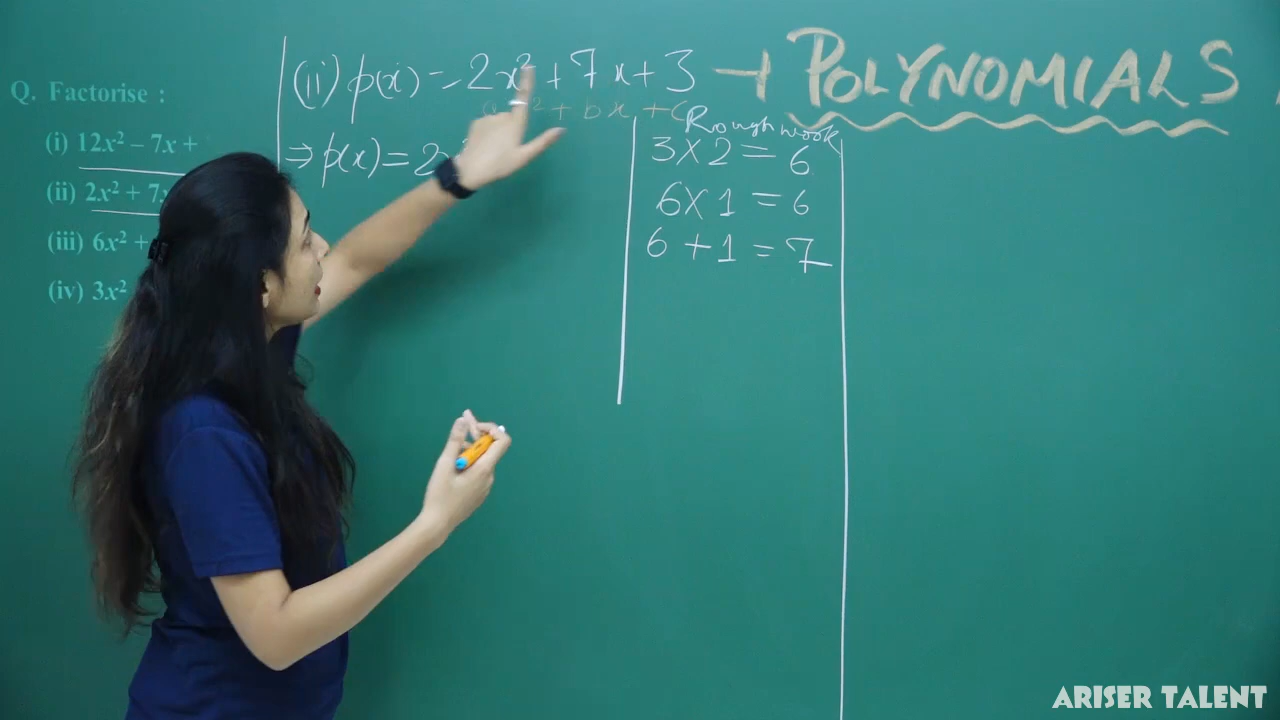 POLYNOMIALS
Q. Factorise :
(i) 12x² – 7x +
(ii) 2x² + 7x
(iii) 6x² +
(iv) 3x²
(ii) p(x) = 2x² + 7x + 3
ax² + bx + c
⇒ p(x) = 2x
Rough work
3 × 2 = 6
6 × 1 = 6
6 + 1 = 7
ARISER TALENT